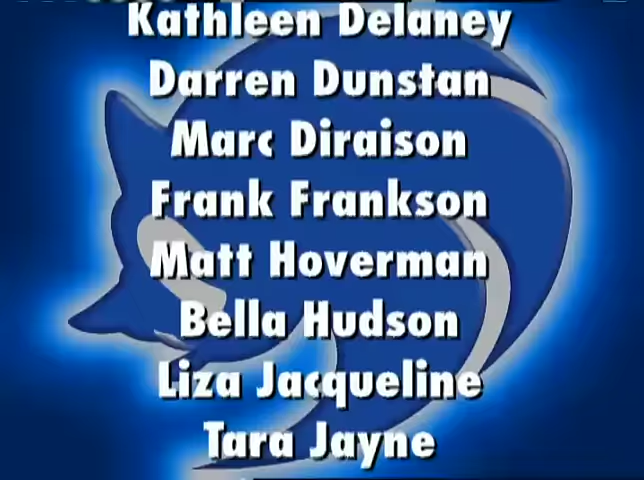 Kathleen Delaney
Darren Dunstan
Marc Diraison
Frank Frankson
Matt Hoverman
Bella Hudson
Liza Jacqueline
Tara Jayne